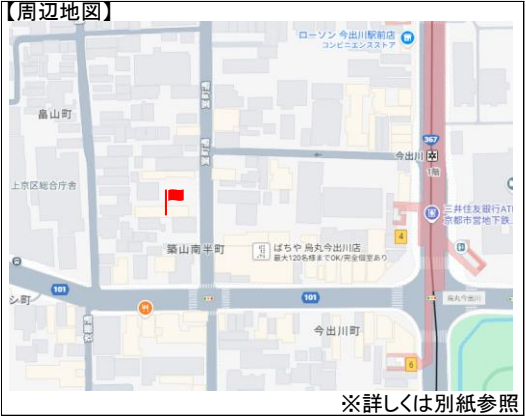 【周辺地図】
ローソン 今出川駅前店
コンビニエンスストア
367
畠山町
今出川
1階
上京区総合庁舎
三井住友銀行ATM
京都市営地下鉄
4
築山南半町
ぱちや 烏丸今出川店
最大120名様までOK/完全個室あり
101
101
烏丸今出川
シ町
今出川町
6
※詳しくは別紙参照